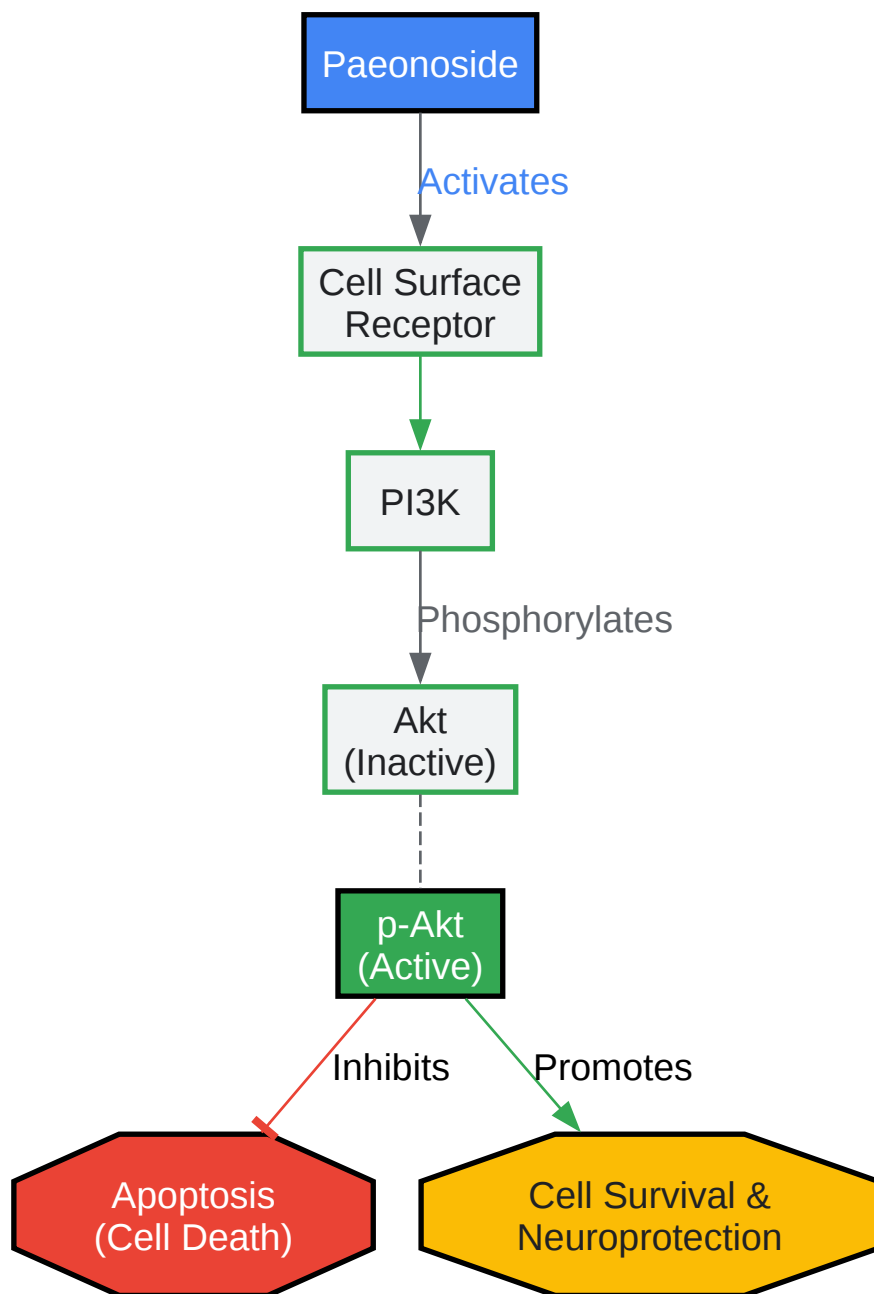 Paeonoside
Activates
Cell Surface
Receptor
PI3K
Phosphorylates
Akt
(Inactive)
p-Akt
(Active)
Inhibits
Promotes
Apoptosis
(Cell Death)
Cell Survival &
Neuroprotection